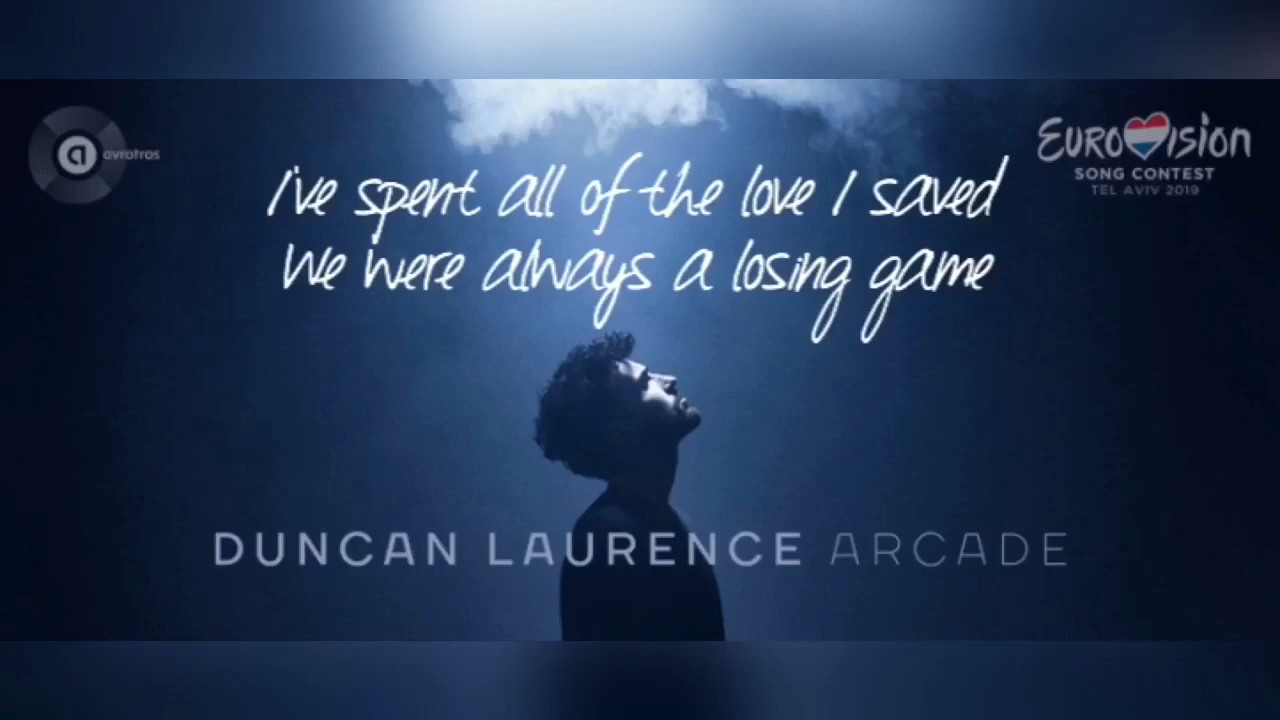 avrotros
EUROVISION
SONG CONTEST
TEL AVIV 2019
I've spent all of the love I saved
We were always a losing game
DUNCAN LAURENCE ARCADE